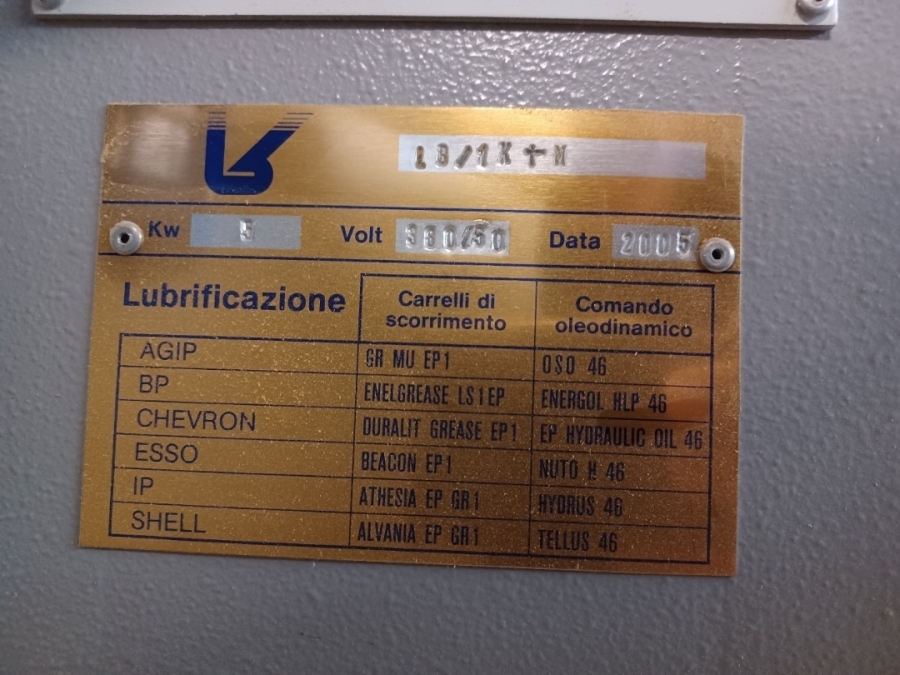 LB/1K+M
Kw 5 Volt 380/50 Data 2005
Lubrificazione Carrelli di scorrimento Comando oleodinamico
AGIP GR MU EP1 OSO 46
BP ENELGREASE LS1EP ENERGOL HLP 46
CHEVRON DURALIT GREASE EP1 EP HYDRAULIC OIL 46
ESSO BEACON EP1 NUTO H 46
IP ATHESIA EP GR1 HYDRUS 46
SHELL ALVANIA EP GR1 TELLUS 46